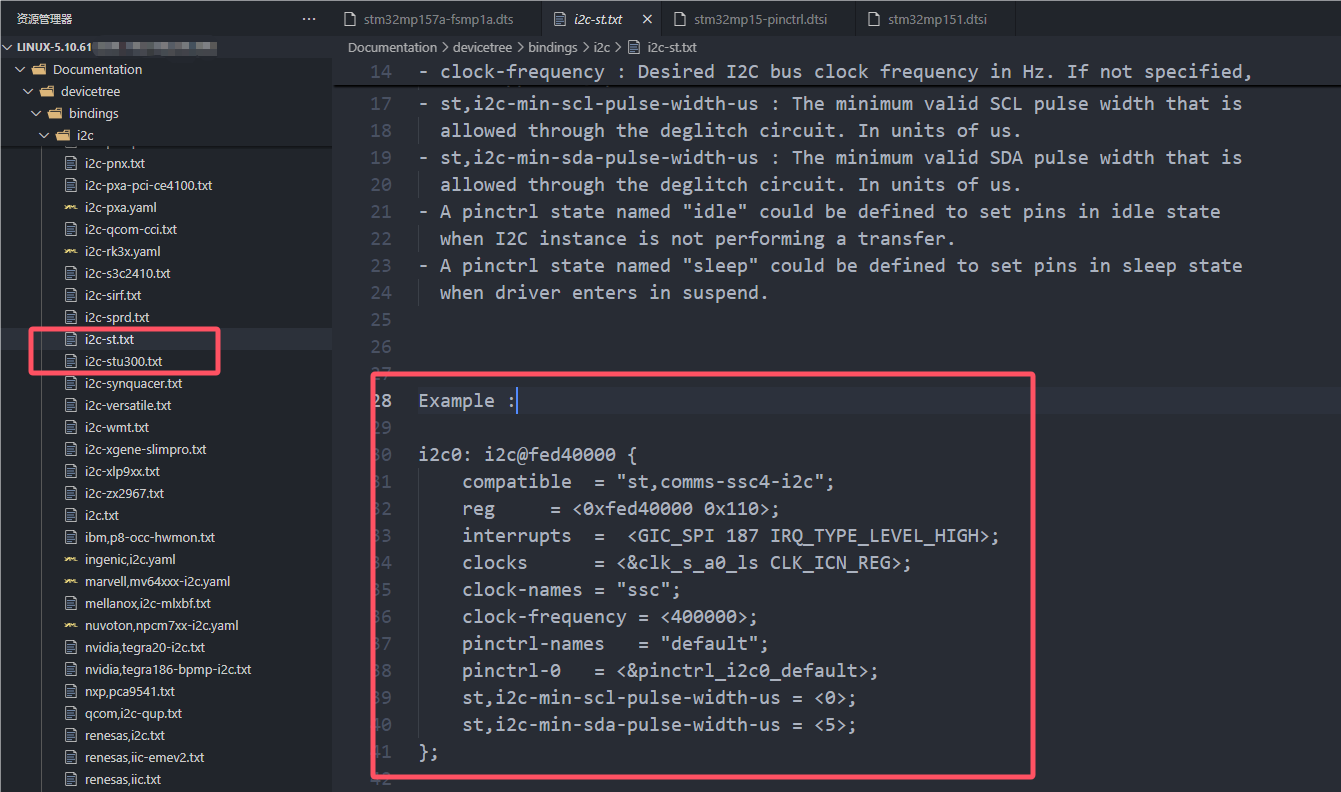 资源管理器
···
LINUX-5.10.61
Documentation
devicetree
bindings
i2c
i2c-pnx.txt
i2c-pxa-pci-ce4100.txt
i2c-pxa.yaml
i2c-qcom-cci.txt
i2c-rk3x.yaml
i2c-s3c2410.txt
i2c-sirf.txt
i2c-sprd.txt
i2c-st.txt
i2c-stu300.txt
i2c-synquacer.txt
i2c-versatile.txt
i2c-wmt.txt
i2c-xgene-slimpro.txt
i2c-xlp9xx.txt
i2c-zx2967.txt
i2c.txt
ibm,p8-occ-hwmon.txt
ingenic,i2c.yaml
marvell,mv64xxx-i2c.yaml
mellanox,i2c-mlxbf.txt
nuvoton,npcm7xx-i2c.yaml
nvidia,tegra20-i2c.txt
nvidia,tegra186-bpmp-i2c.txt
nxp,pca9541.txt
qcom,i2c-qup.txt
renesas,i2c.txt
renesas,iic-emev2.txt
renesas,iic.txt
stm32mp157a-fsmp1a.dts i2c-st.txt stm32mp15-pinctrl.dtsi stm32mp151.dtsi
Documentation > devicetree > bindings > i2c > i2c-st.txt
14 - clock-frequency : Desired I2C bus clock frequency in Hz. If not specified,
17 - st,i2c-min-scl-pulse-width-us : The minimum valid SCL pulse width that is
18 allowed through the deglitch circuit. In units of us.
19 - st,i2c-min-sda-pulse-width-us : The minimum valid SDA pulse width that is
20 allowed through the deglitch circuit. In units of us.
21 - A pinctrl state named "idle" could be defined to set pins in idle state
22 when I2C instance is not performing a transfer.
23 - A pinctrl state named "sleep" could be defined to set pins in sleep state
24 when driver enters in suspend.
25
26
27
28 Example :
29
30 i2c0: i2c@fed40000 {
31 compatible = "st,comms-ssc4-i2c";
32 reg = <0xfed40000 0x110>;
33 interrupts = <GIC_SPI 187 IRQ_TYPE_LEVEL_HIGH>;
34 clocks = <&clk_s_a0_ls CLK_ICN_REG>;
35 clock-names = "ssc";
36 clock-frequency = <400000>;
37 pinctrl-names = "default";
38 pinctrl-0 = <&pinctrl_i2c0_default>;
39 st,i2c-min-scl-pulse-width-us = <0>;
40 st,i2c-min-sda-pulse-width-us = <5>;
41 };
42